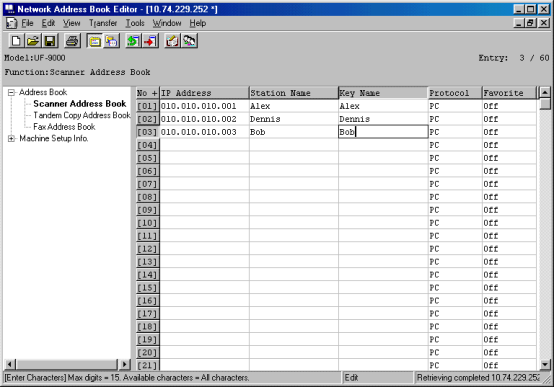 Network Address Book Editor - [10.74.229.252 *]
File Edit View Transfer Tools Window Help
Model:UF-9000
Entry: 3 / 60
Function:Scanner Address Book
Address Book
Scanner Address Book
Tandem Copy Address Book
Fax Address Book
Machine Setup Info.
No + IP Address Station Name Key Name Protocol Favorite
[01] 010.010.010.001 Alex Alex PC Off
[02] 010.010.010.002 Dennis Dennis PC Off
[03] 010.010.010.003 Bob Bob PC Off
[04] PC Off
[05] PC Off
[06] PC Off
[07] PC Off
[08] PC Off
[09] PC Off
[10] PC Off
[11] PC Off
[12] PC Off
[13] PC Off
[14] PC Off
[15] PC Off
[16] PC Off
[17] PC Off
[18] PC Off
[19] PC Off
[20] PC Off
[21] PC Off
[Enter Characters] Max digits = 15. Available characters = All characters. Edit Retrieving completed 10.74.229.252